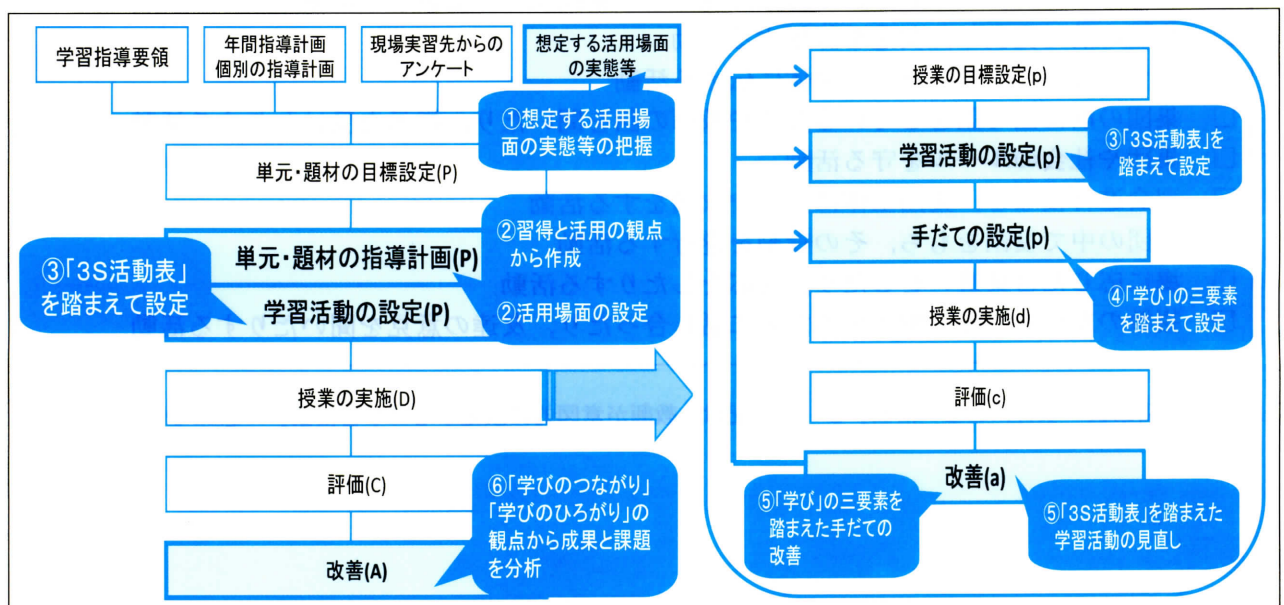 学習指導要領
年間指導計画
個別の指導計画
現場実習先からの
アンケート
想定する活用場面
の実態等
①想定する活用場
面の実態等の把握
単元・題材の目標設定(P)
単元・題材の指導計画(P)
②習得と活用の観点
から作成
②活用場面の設定
③「3S活動表」
を踏まえて設定
学習活動の設定(P)
授業の実施(D)
評価(C)
⑥「学びのつながり」
「学びのひろがり」の
観点から成果と課題
を分析
改善(A)
授業の目標設定(p)
学習活動の設定(p)
③「3S活動表」を
踏まえて設定
手だての設定(p)
④「学び」の三要素
を踏まえて設定
授業の実施(d)
評価(c)
改善(a)
⑤「学び」の三要素を
踏まえた手だての
改善
⑤「3S活動表」を踏まえた
学習活動の見直し